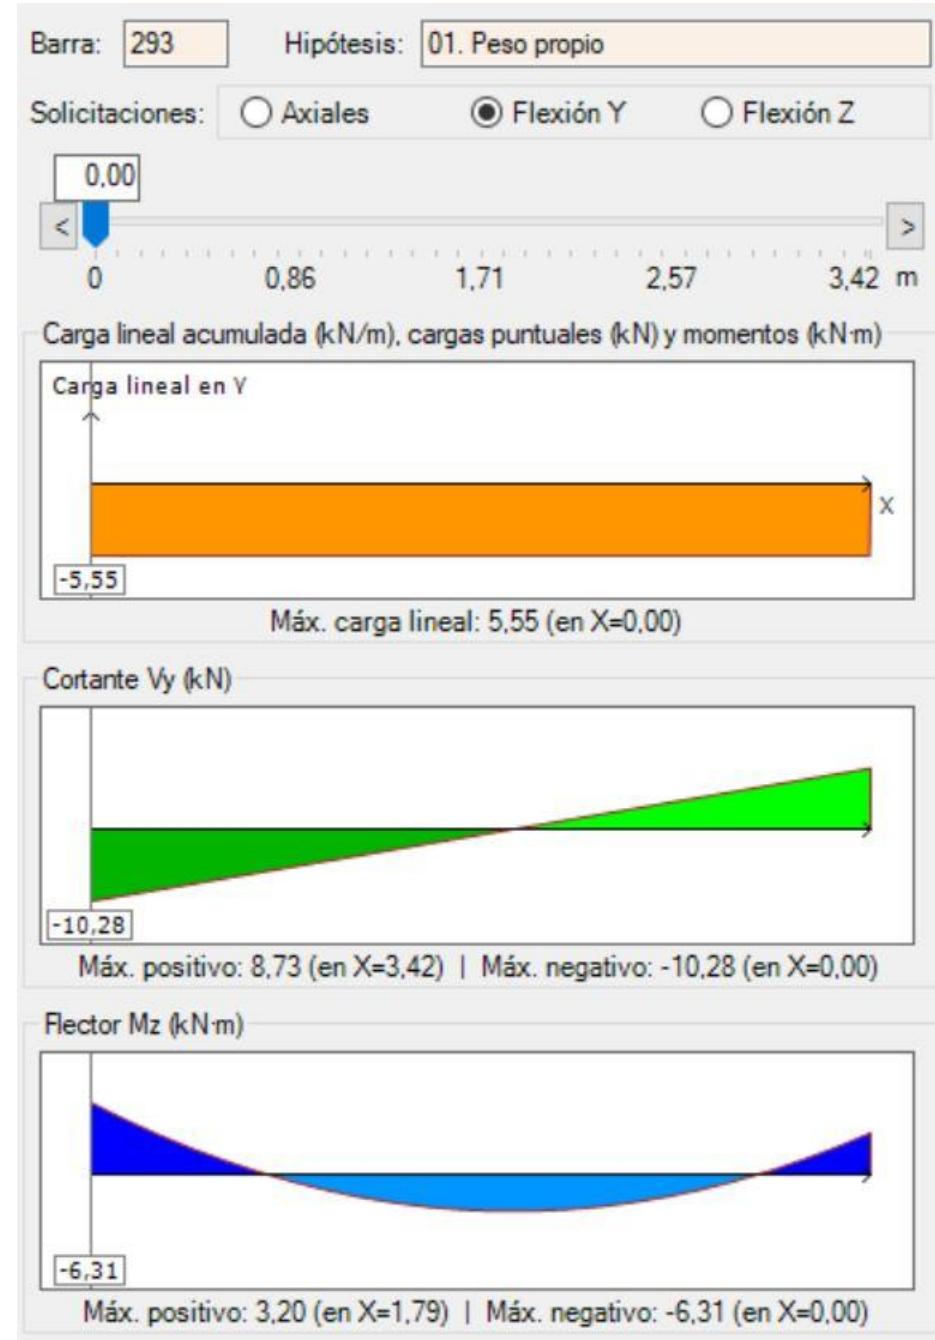 Barra: 293 Hipótesis: 01. Peso propio
Solicitaciones: Axiales Flexión Y Flexión Z
0,00
< >
0 0,86 1,71 2,57 3,42 m
Carga lineal acumulada (kN/m), cargas puntuales (kN) y momentos (kN·m)
Carga lineal en Y
X
-5,55
Máx. carga lineal: 5,55 (en X=0,00)
Cortante Vy (kN)
-10,28
Máx. positivo: 8,73 (en X=3,42) | Máx. negativo: -10,28 (en X=0,00)
Flector Mz (kN·m)
-6,31
Máx. positivo: 3,20 (en X=1,79) | Máx. negativo: -6,31 (en X=0,00)